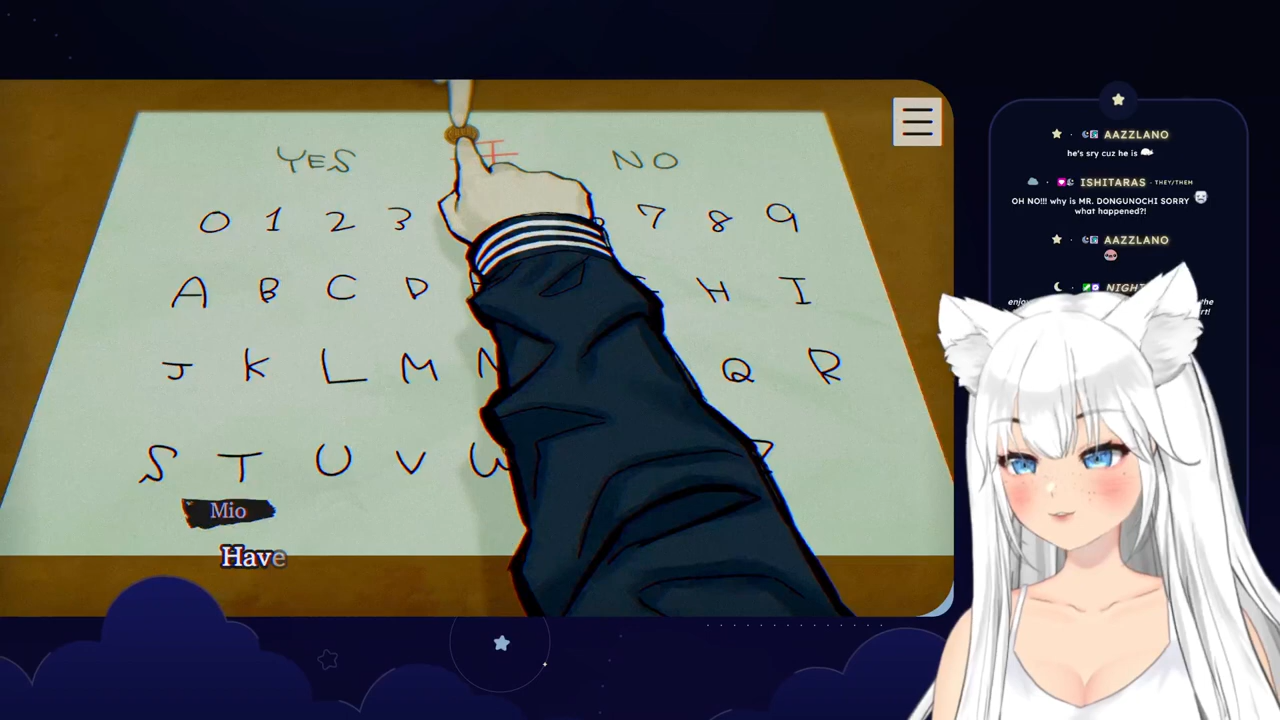 YES NO
0 1 2 3 7 8 9
A B C D H I
J K L M N Q R
S T U V W
Mio
Have
AAZZLANO
he's sry cuz he is
ISHITARAS - THEY/THEM
OH NO!!! why is MR. DONGUNOCHI SORRY
what happened?!
AAZZLANO